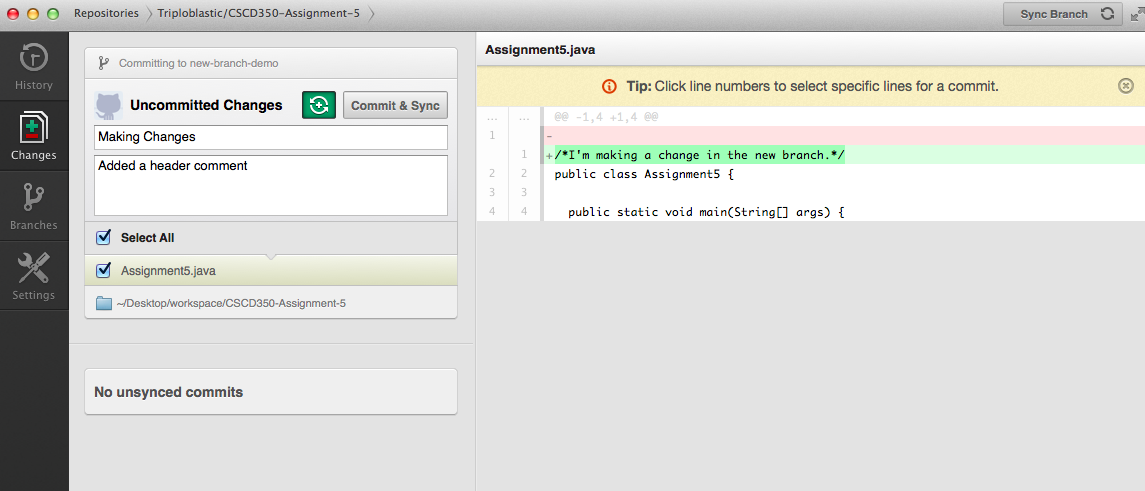 Repositories Triploblastic/CSCD350-Assignment-5 Sync Branch
History
Changes
Branches
Settings
Committing to new-branch-demo
Uncommitted Changes Commit & Sync
Making Changes
Added a header comment
Select All
Assignment5.java
~/Desktop/workspace/CSCD350-Assignment-5
No unsynced commits
Assignment5.java
Tip: Click line numbers to select specific lines for a commit.
... ... @@ -1,4 +1,4 @@
1 -
1 +/*I'm making a change in the new branch.*/
2 2 public class Assignment5 {
3 3
4 4 public static void main(String[] args) {